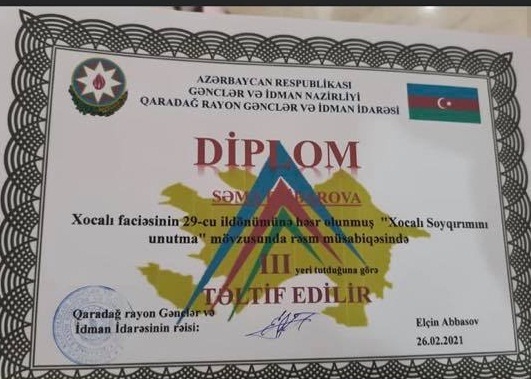 AZƏRBAYCAN RESPUBLİKASI
GƏNCLƏR VƏ İDMAN NAZİRLİYİ
QARADAĞ RAYON GƏNCLƏR VƏ İDMAN İDARƏSİ
DİPLOM
Xocalı faciəsinin 29-cu ildönümünə həsr olunmuş "Xocalı Soyqırımını
unutma" mövzusunda rəsm müsabiqəsində
III yeri tutduğuna görə
TƏLTİF EDİLİR
Qaradağ rayon Gənclər və
İdman İdarəsinin rəisi:
Elçin Abbasov
26.02.2021